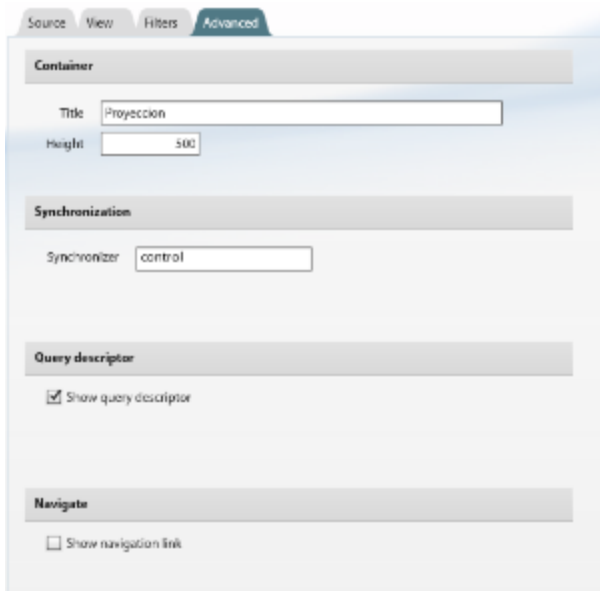 Source View Filters Advanced
Container
Title Proyeccion
Height 500
Synchronization
Synchronizer control
Query descriptor
Show query descriptor
Navigate
Show navigation link